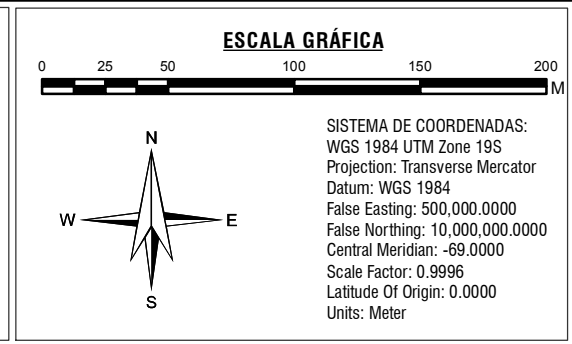 ESCALA GRÁFICA
0 25 50 100 150 200
M
N
W E
S
SISTEMA DE COORDENADAS:
WGS 1984 UTM Zone 19S
Projection: Transverse Mercator
Datum: WGS 1984
False Easting: 500,000.0000
False Northing: 10,000,000.0000
Central Meridian: -69.0000
Scale Factor: 0.9996
Latitude Of Origin: 0.0000
Units: Meter